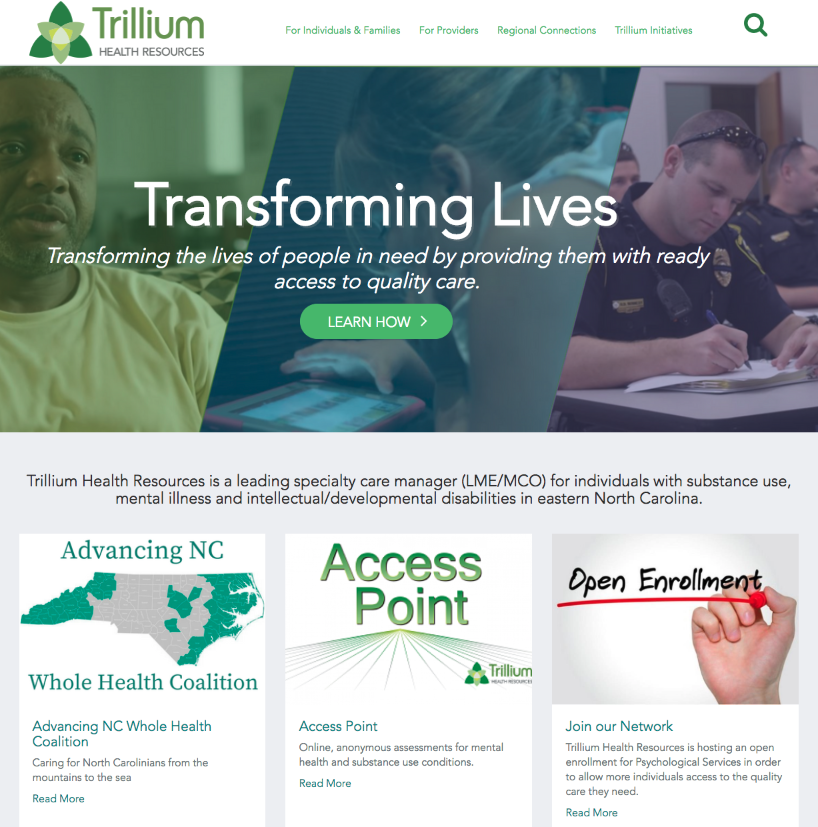 Trillium
HEALTH RESOURCES
For Individuals & Families
For Providers
Regional Connections
Trillium Initiatives
Transforming Lives
Transforming the lives of people in need by providing them with ready
access to quality care.
LEARN HOW
Trillium Health Resources is a leading specialty care manager (LME/MCO) for individuals with substance use,
mental illness and intellectual/developmental disabilities in eastern North Carolina.
Advancing NC
Whole Health Coalition
Advancing NC Whole Health
Coalition
Caring for North Carolinians from the
mountains to the sea
Read More
Access
Point
Trillium
HEALTH RESOURCES
Access Point
Online, anonymous assessments for mental
health and substance use conditions.
Read More
Open Enrollment
Join our Network
Trillium Health Resources is hosting an open
enrollment for Psychological Services in order
to allow more individuals access to the quality
care they need.
Read More